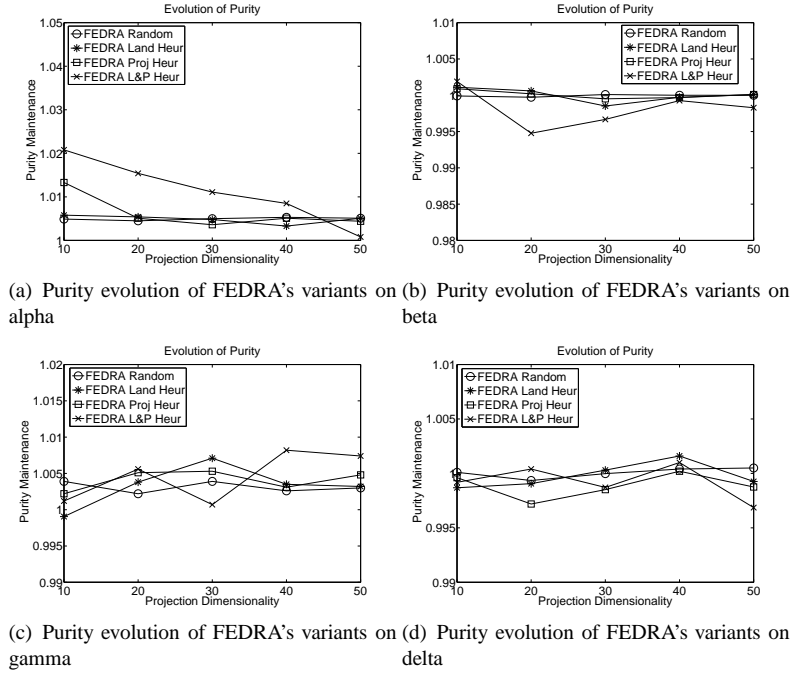 Evolution of Purity
1.05
1.04
1.03
1.02
1.01
1
Purity Maintenance
FEDRA Random
FEDRA Land Heur
FEDRA Proj Heur
FEDRA L&P Heur
10 20 30 40 50
Projection Dimensionality
Evolution of Purity
1.01
1.005
1
0.995
0.99
0.985
0.98
Purity Maintenance
FEDRA Random
FEDRA Land Heur
FEDRA Proj Heur
FEDRA L&P Heur
10 20 30 40 50
Projection Dimensionality
(a) Purity evolution of FEDRA's variants on
alpha
(b) Purity evolution of FEDRA's variants on
beta
Evolution of Purity
1.02
1.015
1.01
1.005
1
0.995
0.99
Purity Maintenance
FEDRA Random
FEDRA Land Heur
FEDRA Proj Heur
FEDRA L&P Heur
10 20 30 40 50
Projection Dimensionality
Evolution of Purity
1.01
1.005
1
0.995
0.99
Purity Maintenance
FEDRA Random
FEDRA Land Heur
FEDRA Proj Heur
FEDRA L&P Heur
10 20 30 40 50
Projection Dimensionality
(c) Purity evolution of FEDRA's variants on
gamma
(d) Purity evolution of FEDRA's variants on
delta